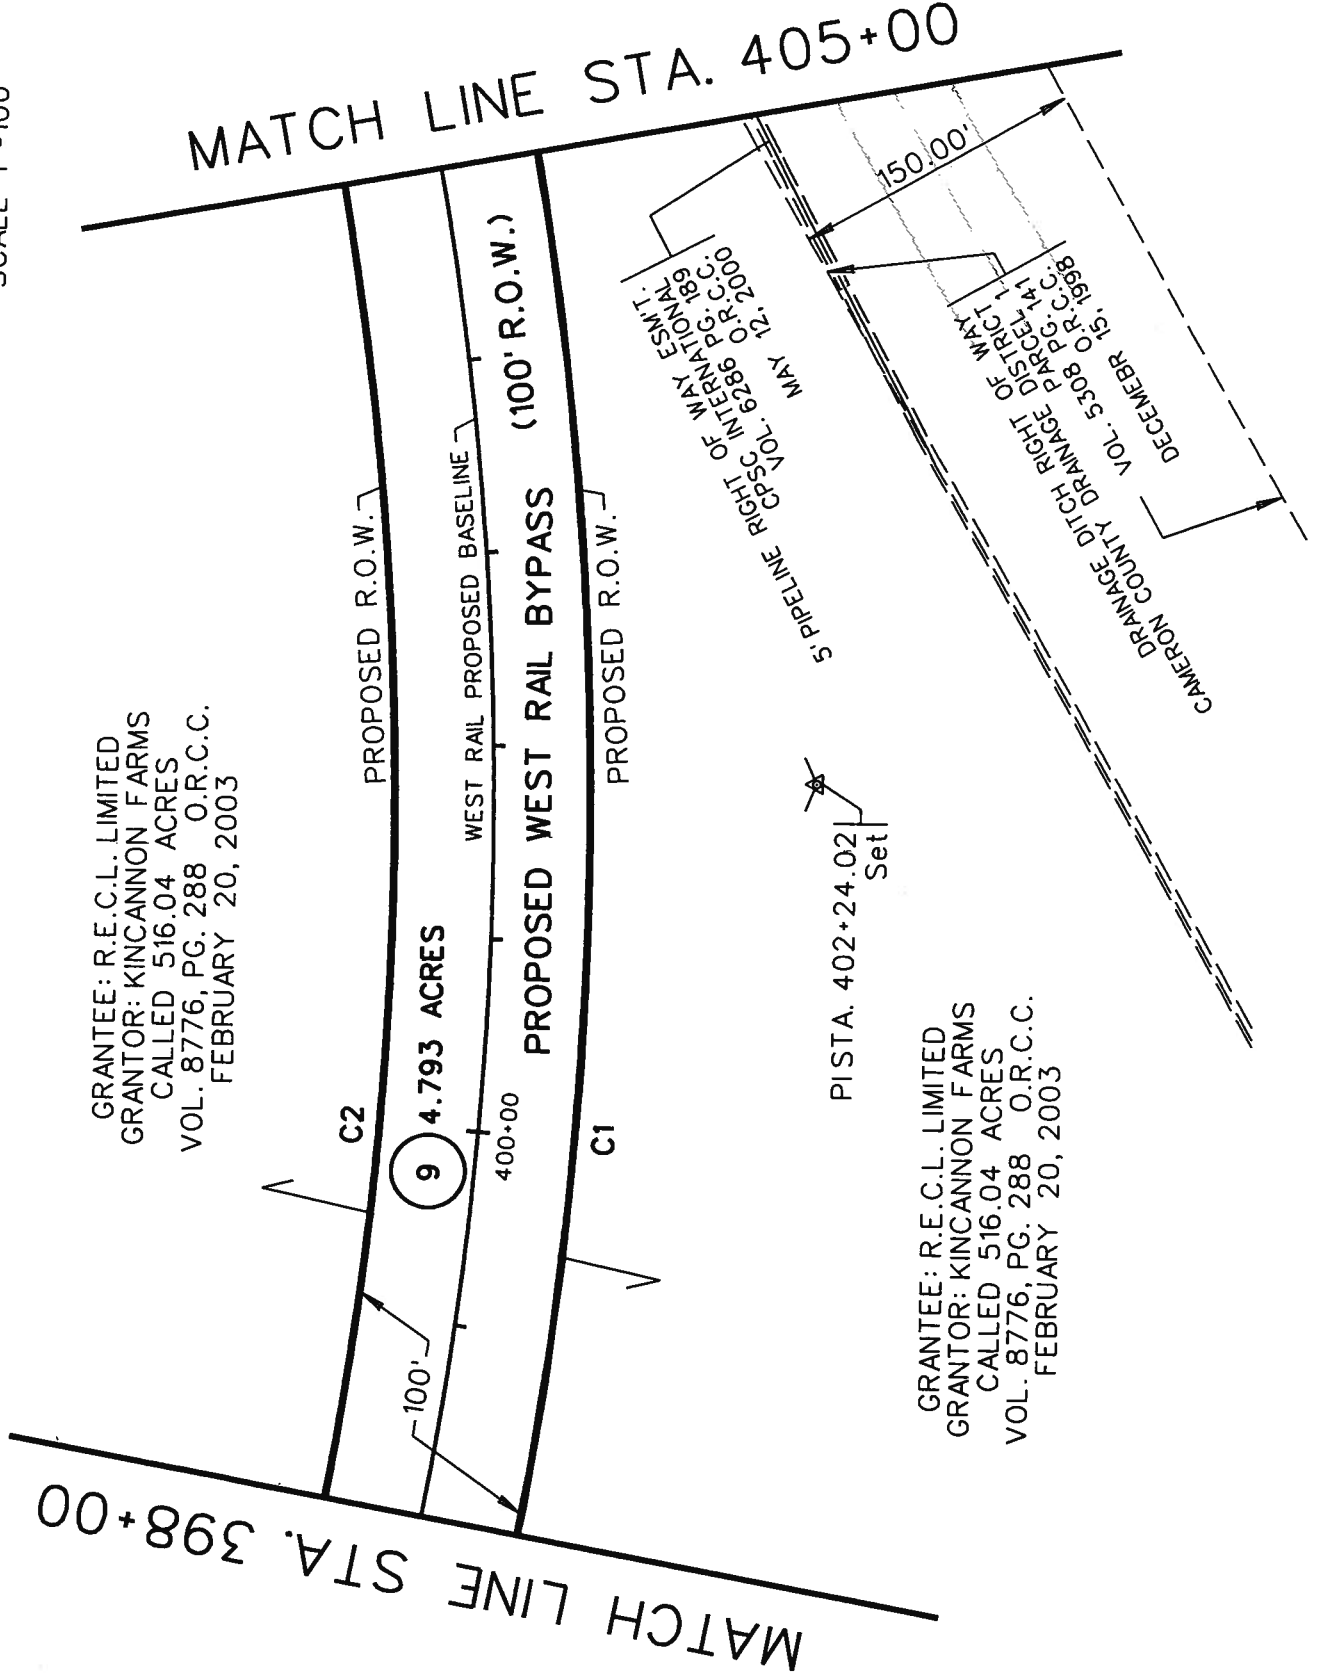 MATCH LINE STA. 405+00
GRANTEE: R.E.C.L. LIMITED
GRANTOR: KINCANNON FARMS
CALLED 516.04 ACRES
VOL. 8776, PG. 288 O.R.C.C.
FEBRUARY 20, 2003
PROPOSED R.O.W.
C2
9
4.793 ACRES
WEST RAIL PROPOSED BASELINE
400+00
PROPOSED WEST RAIL BYPASS (100' R.O.W.)
PROPOSED R.O.W.
C1
100'
5' PIPELINE RIGHT OF WAY ESM'T.
CPSC INTERNATIONAL
VOL. 6286 PG. 189
O.R.C.C.
MAY 12, 2000
150.00'
DRAINAGE DITCH RIGHT OF WAY
CAMERON COUNTY DRAINAGE DISTRICT 1
PARCEL 141
VOL. 5308 PG.
O.R.C.C.
DECEMEBR 15, 1998
PI STA. 402+24.02
Set
GRANTEE: R.E.C.L. LIMITED
GRANTOR: KINCANNON FARMS
CALLED 516.04 ACRES
VOL. 8776, PG. 288 O.R.C.C.
FEBRUARY 20, 2003
MATCH LINE STA. 398+00